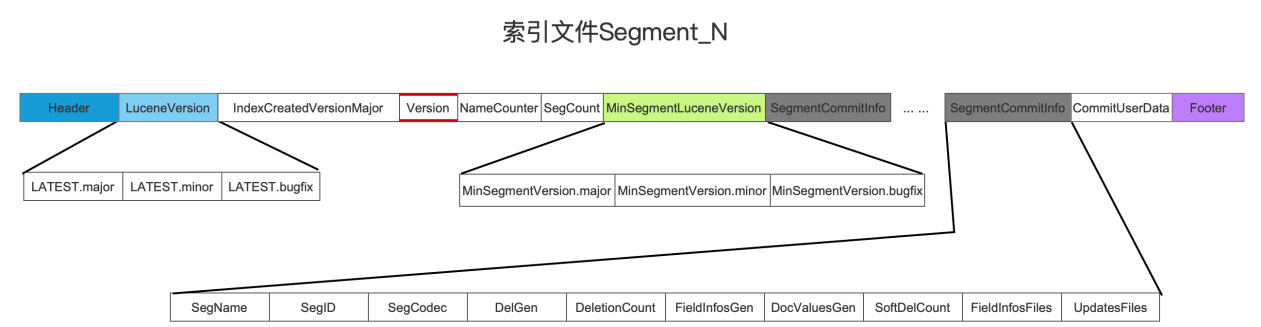 索引文件Segment_N
Header LuceneVersion IndexCreatedVersionMajor Version NameCounter SegCount MinSegmentLuceneVersion SegmentCommitInfo ... ... SegmentCommitInfo CommitUserData Footer
LATEST.major LATEST.minor LATEST.bugfix
MinSegmentVersion.major MinSegmentVersion.minor MinSegmentVersion.bugfix
SegName SegID SegCodec DelGen DeletionCount FieldInfosGen DocValuesGen SoftDelCount FieldInfosFiles UpdatesFiles